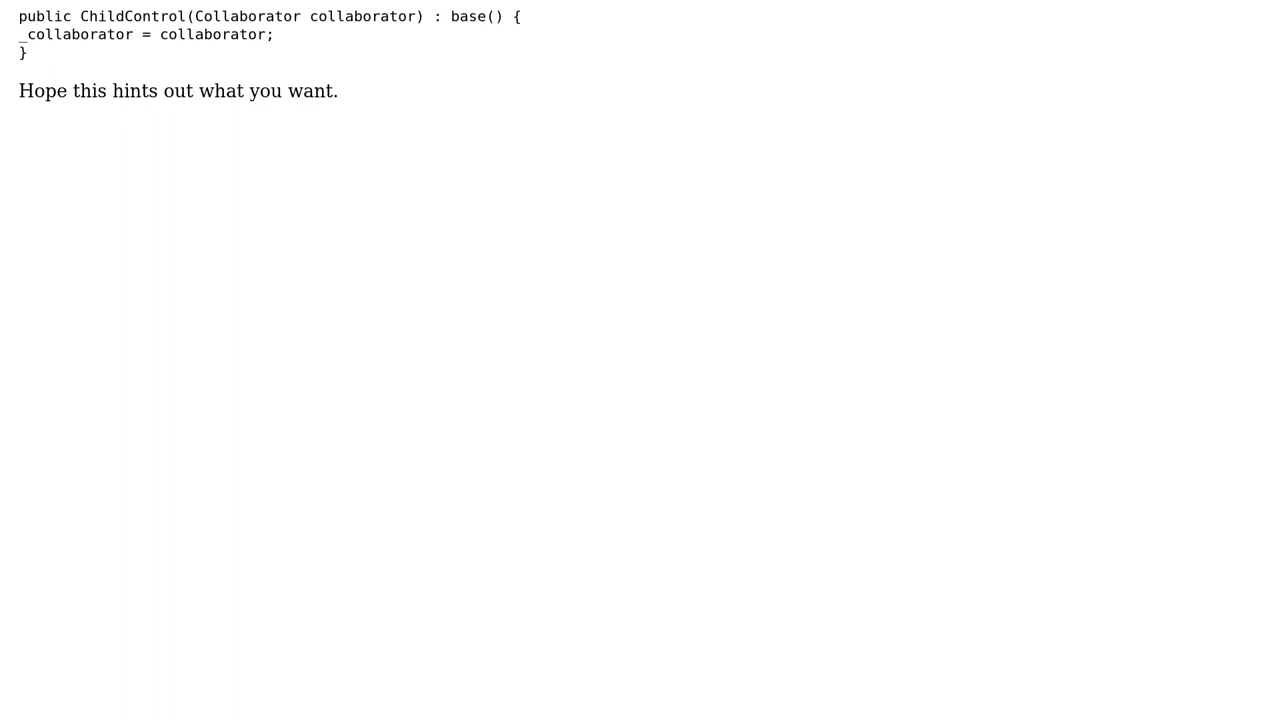 public ChildControl(Collaborator collaborator) : base() {
_collaborator = collaborator;
}
Hope this hints out what you want.